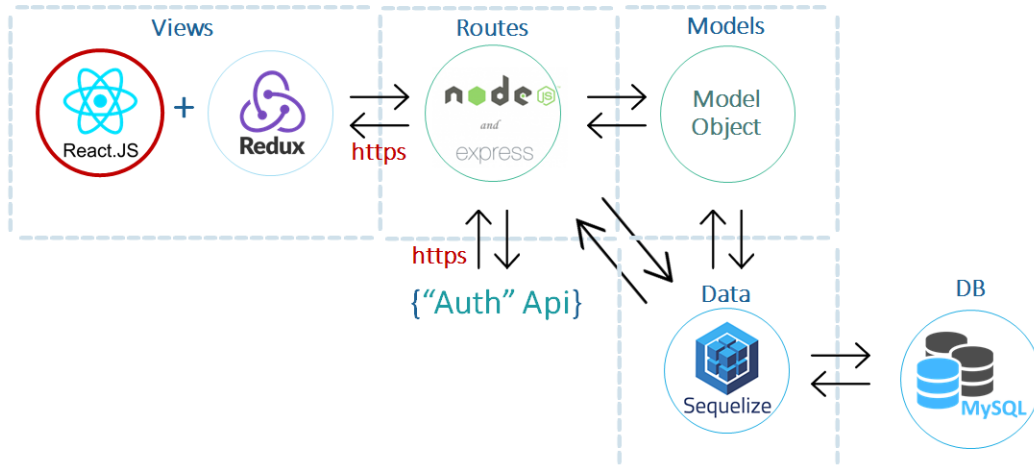 Views
Routes
Models
React.JS
+
Redux
https
node
JS
and
express
Model
Object
https
{“Auth” Api}
Data
Sequelize
DB
MySQL